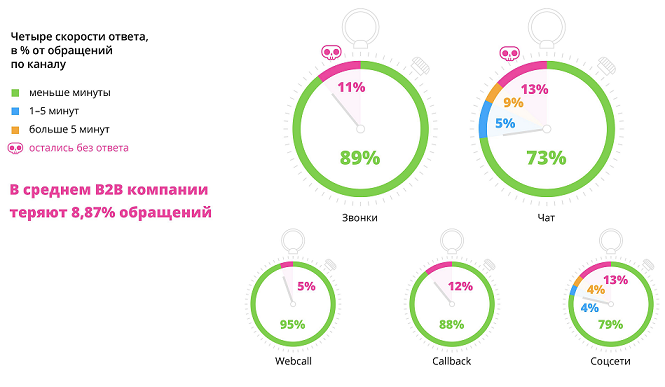 Четыре скорости ответа,
в % от обращений
по каналу
меньше минуты
1–5 минут
больше 5 минут
остались без ответа
В среднем B2B компании
теряют 8,87% обращений
11%
89%
Звонки
13%
9%
5%
73%
Чат
5%
95%
Webcall
12%
88%
Callback
13%
4%
4%
79%
Соцсети